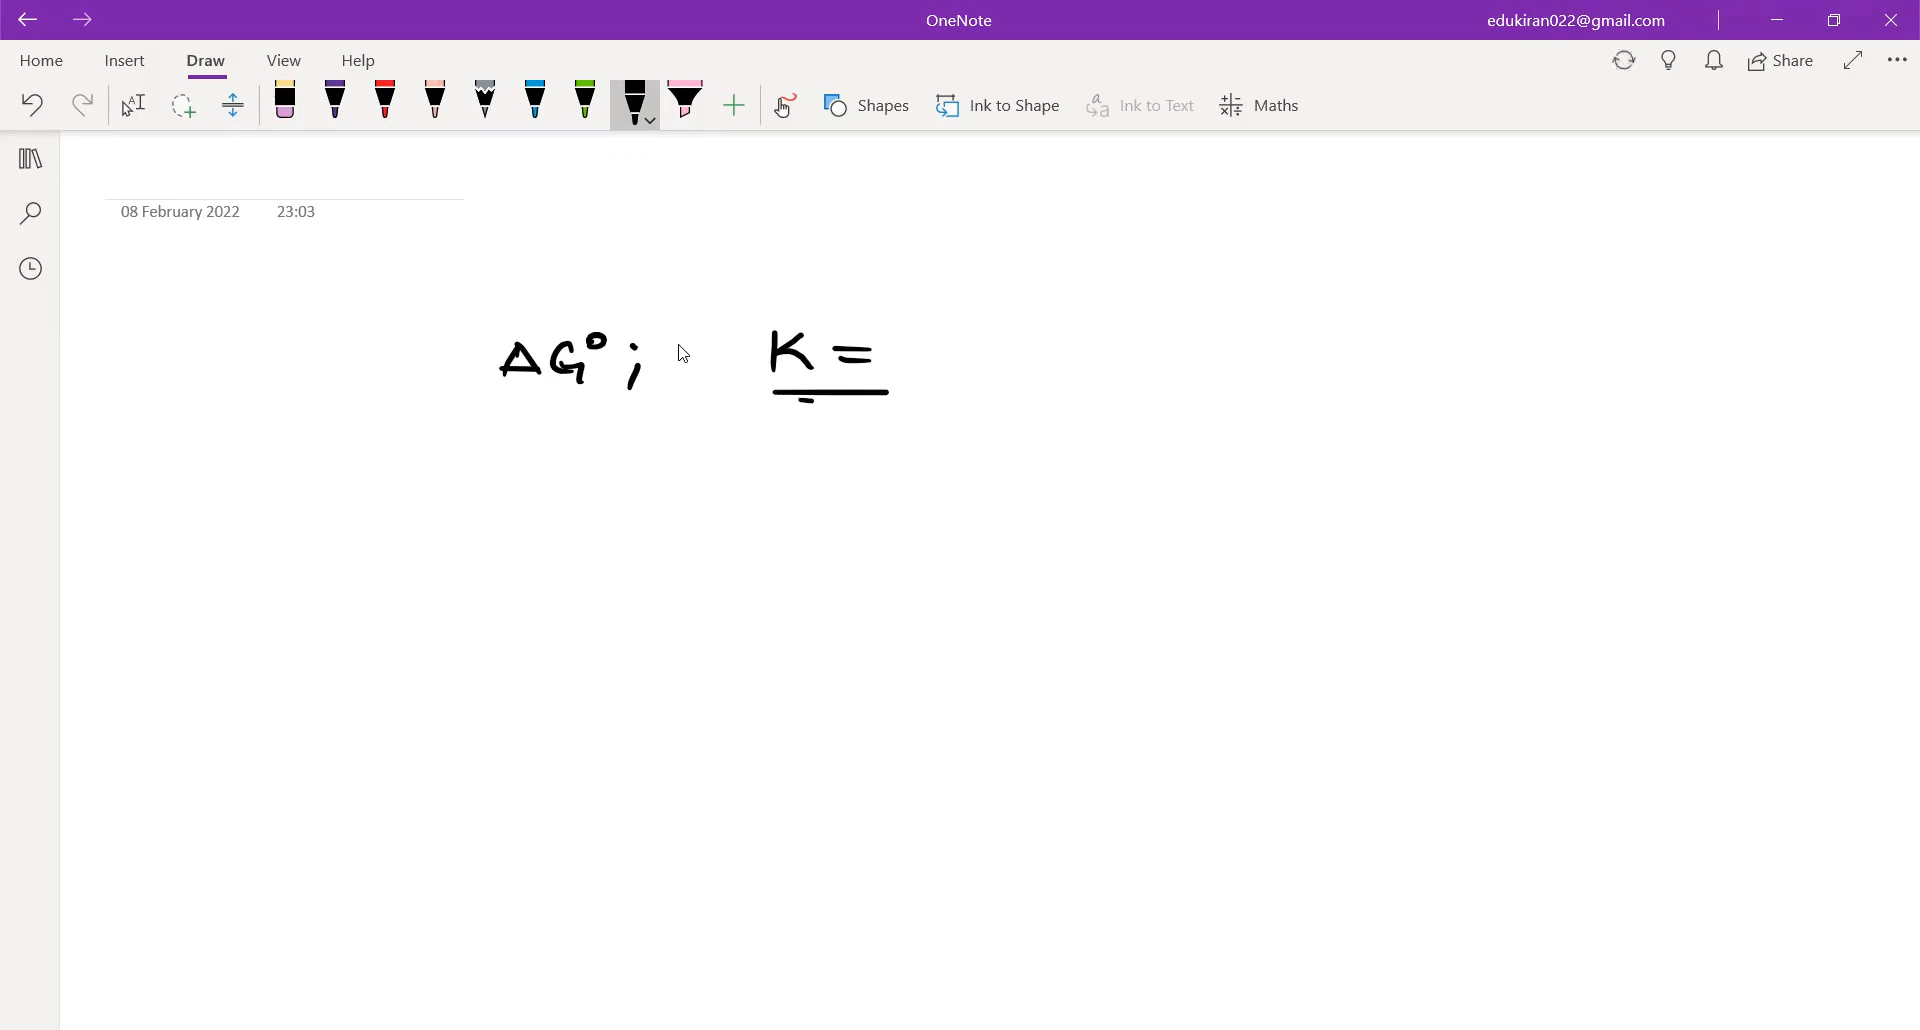 OneNote
edukiran022@gmail.com
Home Insert Draw View Help
Share
Shapes Ink to Shape Ink to Text Maths
08 February 2022 23:03
ΔG° ; K =